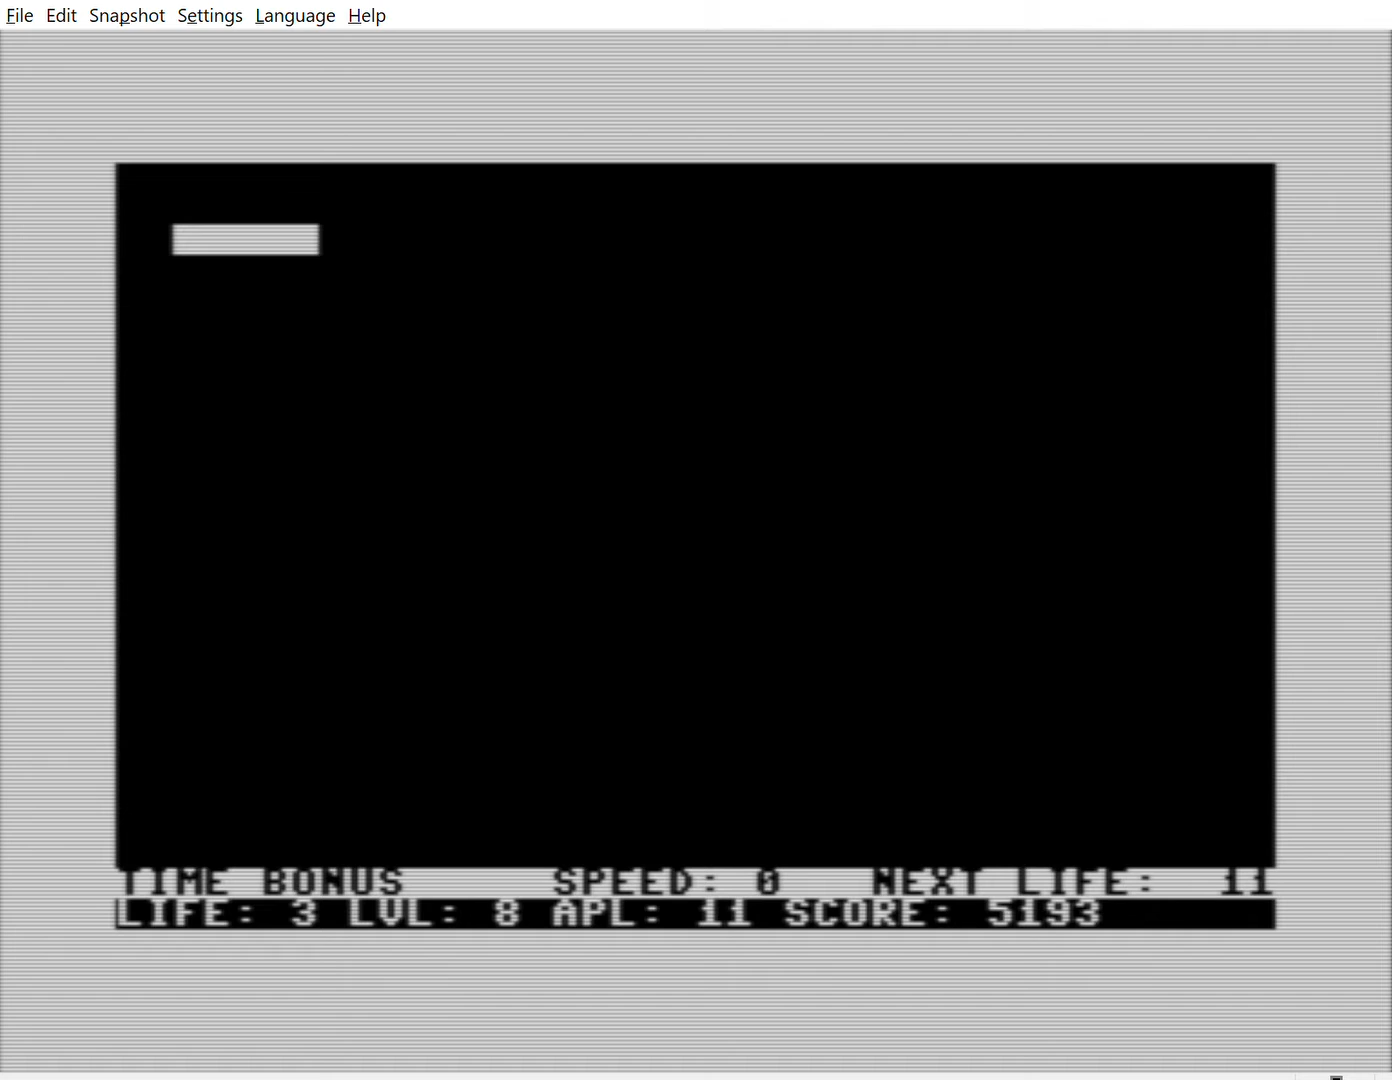 File Edit Snapshot Settings Language Help
TIME BONUS SPEED: 0 NEXT LIFE: 11
LIFE: 3 LVL: 8 APL: 11 SCORE: 5193